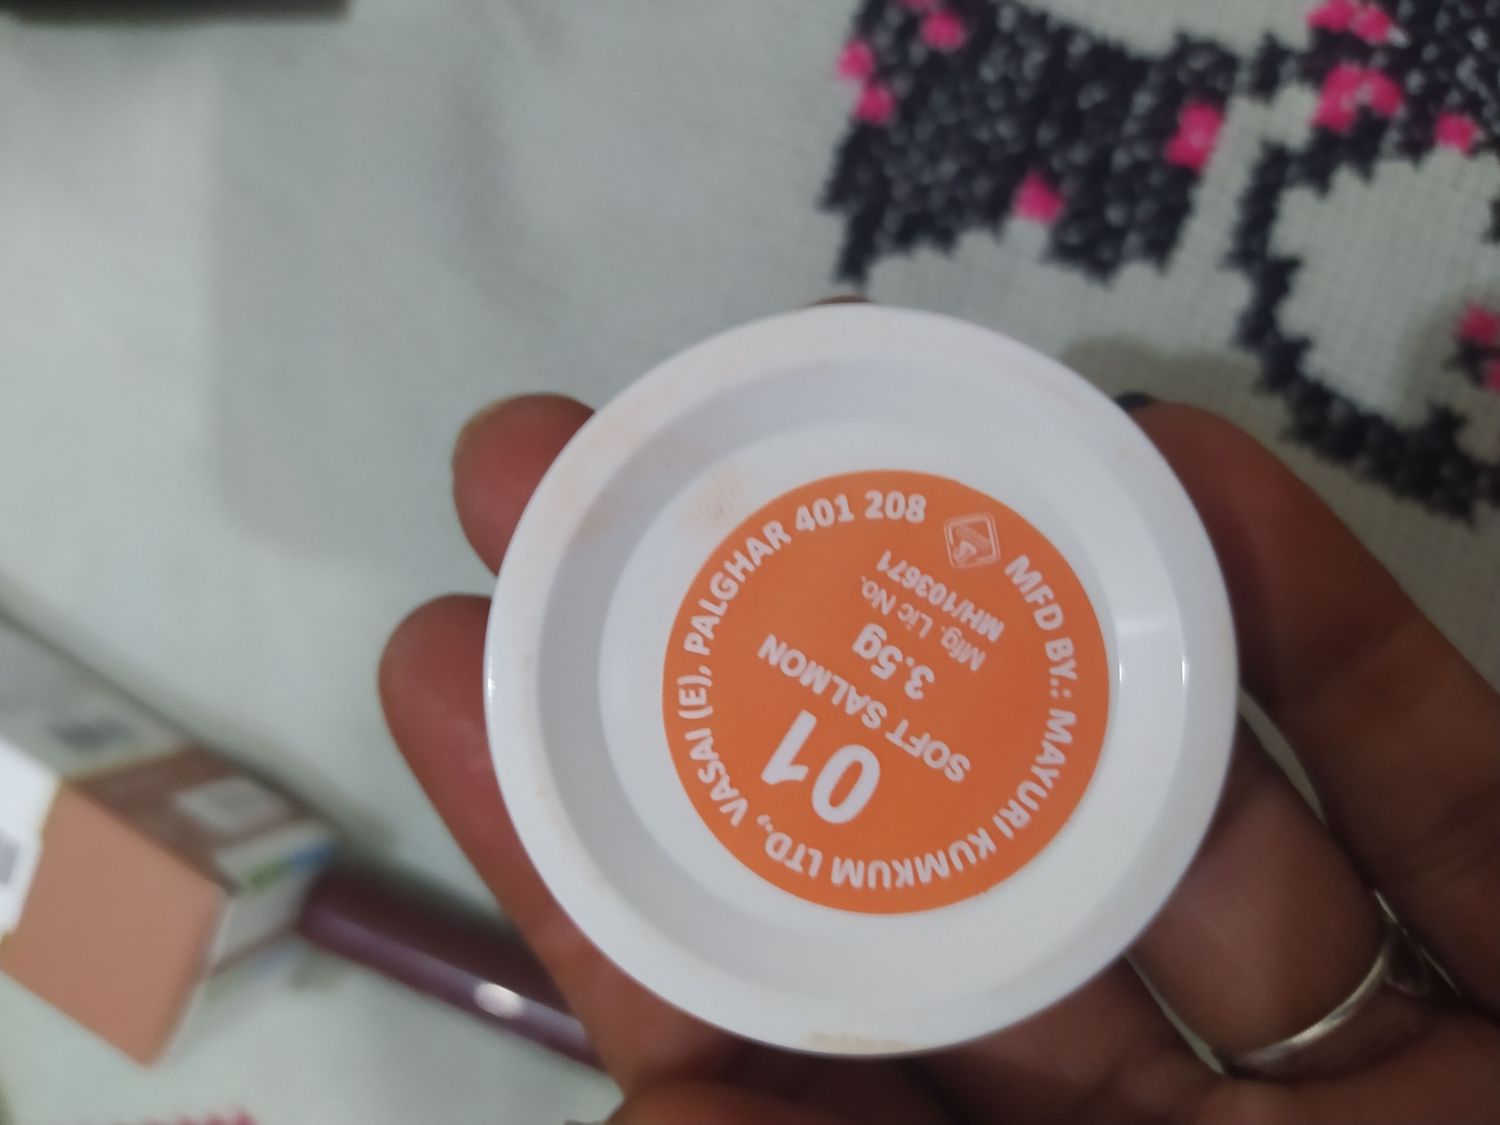 01
SOFT SALMON
3.5g
Mfg. Lic No.
MH/103671
MFD BY.: MAYURI KUMKUM LTD., VASAI (E), PALGHAR 401 208